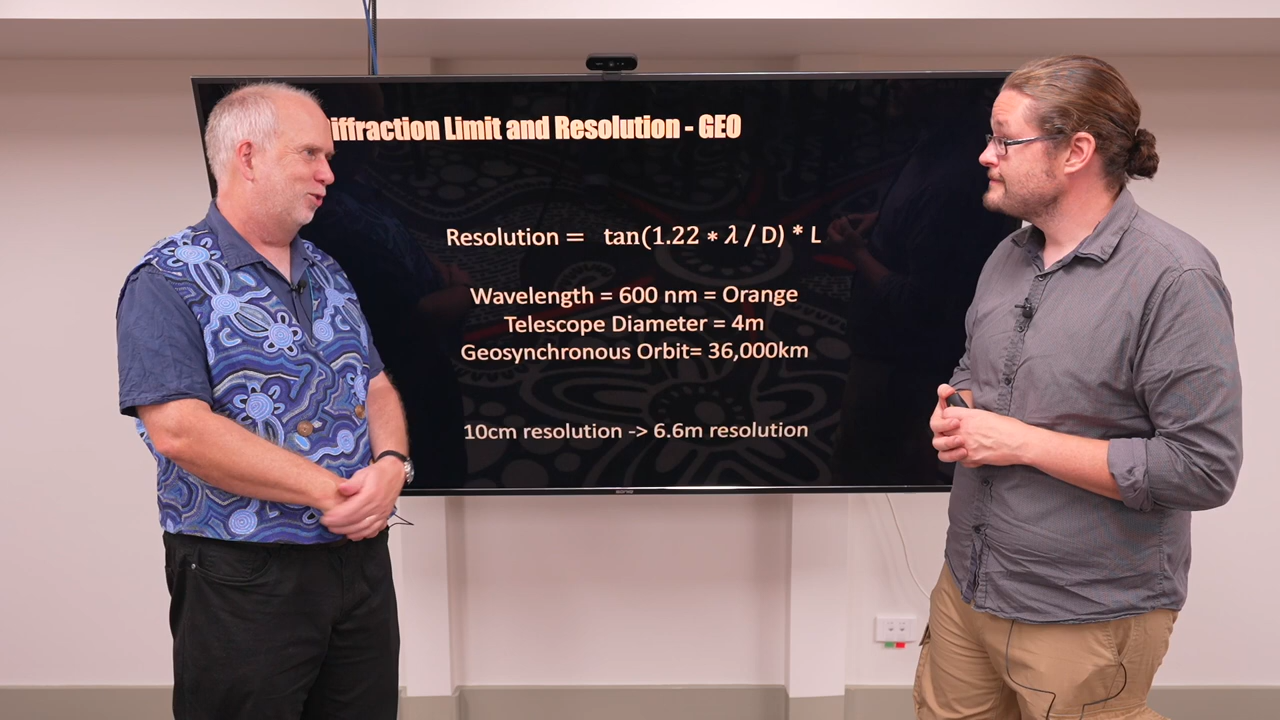 iffraction Limit and Resolution - GEO
Resolution = tan(1.22 * λ / D) * L
Wavelength = 600 nm = Orange
Telescope Diameter = 4m
Geosynchronous Orbit= 36,000km
10cm resolution -> 6.6m resolution